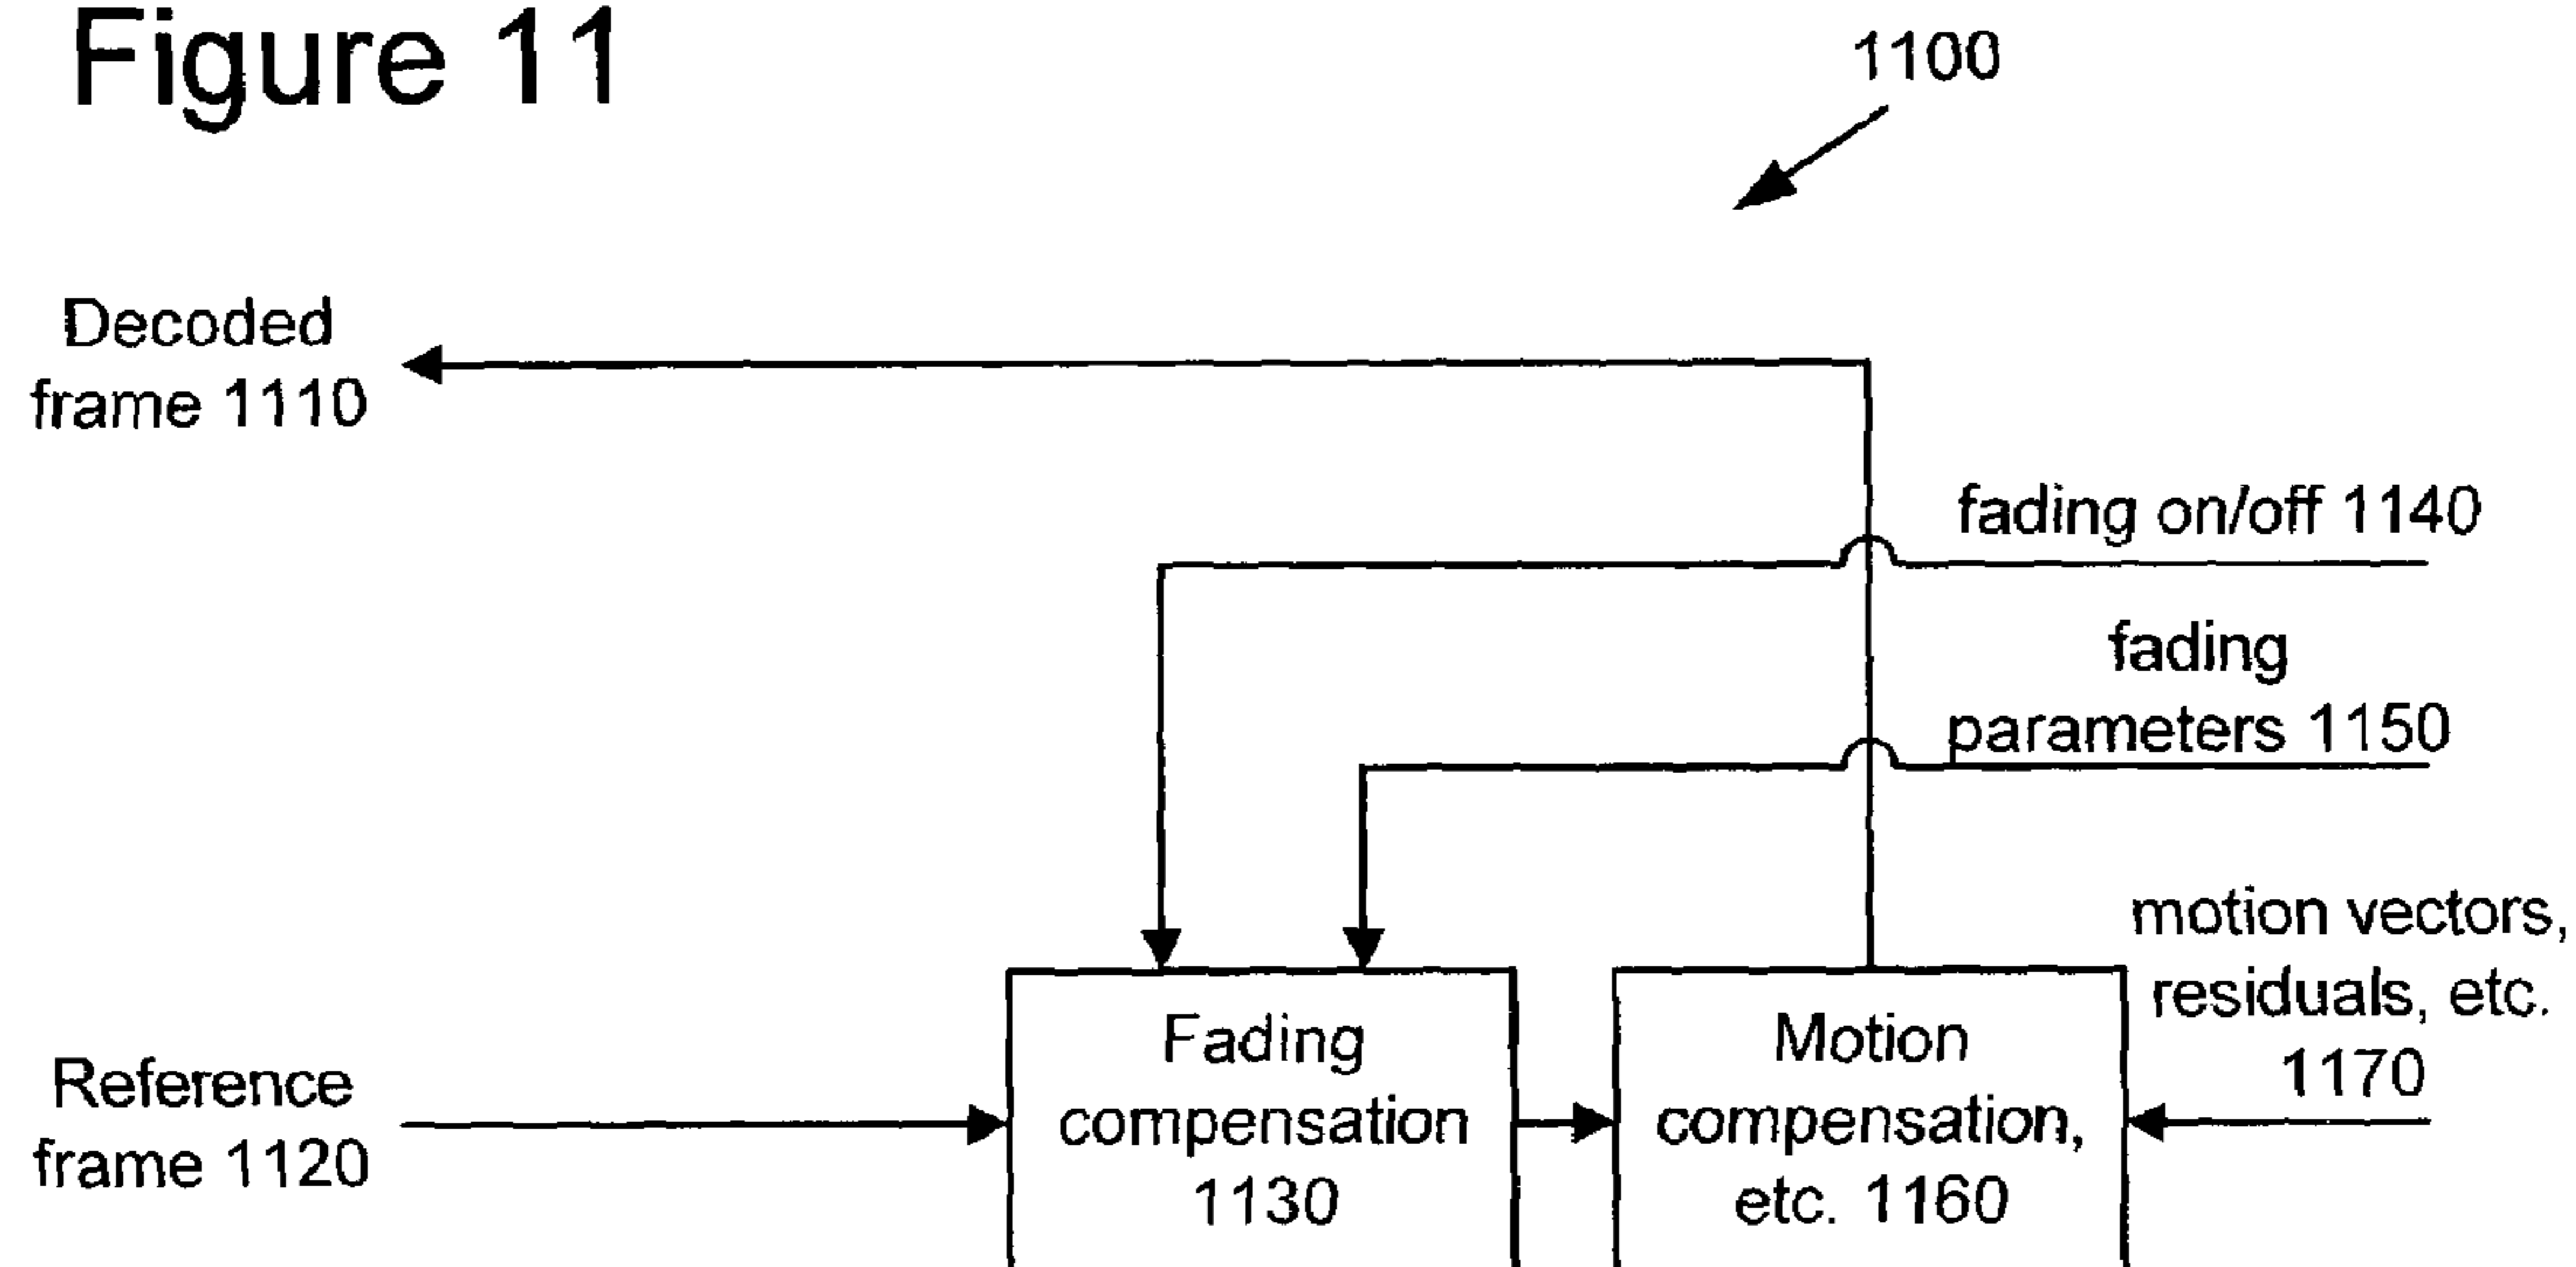 Figure 11
1100
Decoded
frame 1110
fading on/off 1140
fading
parameters 1150
motion vectors,
residuals, etc.
1170
Reference
frame 1120
Fading
compensation
1130
Motion
compensation,
etc. 1160